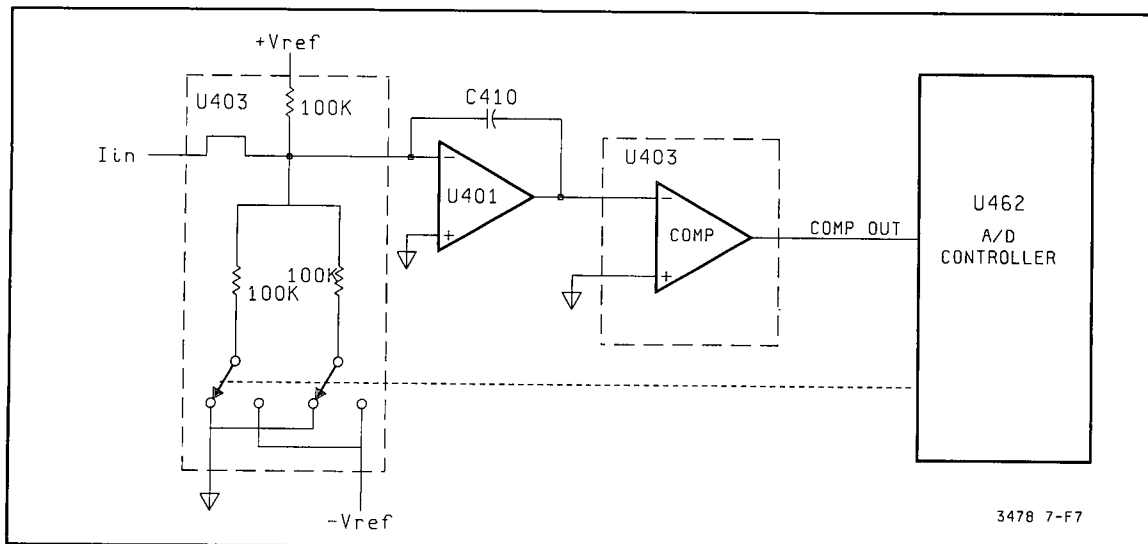 +Vref
U403
100K
C410
Iin
-
U401
+
U403
-
COMP
+
COMP OUT
U462
A/D
CONTROLLER
100K
100K
-Vref
3478 7-F7